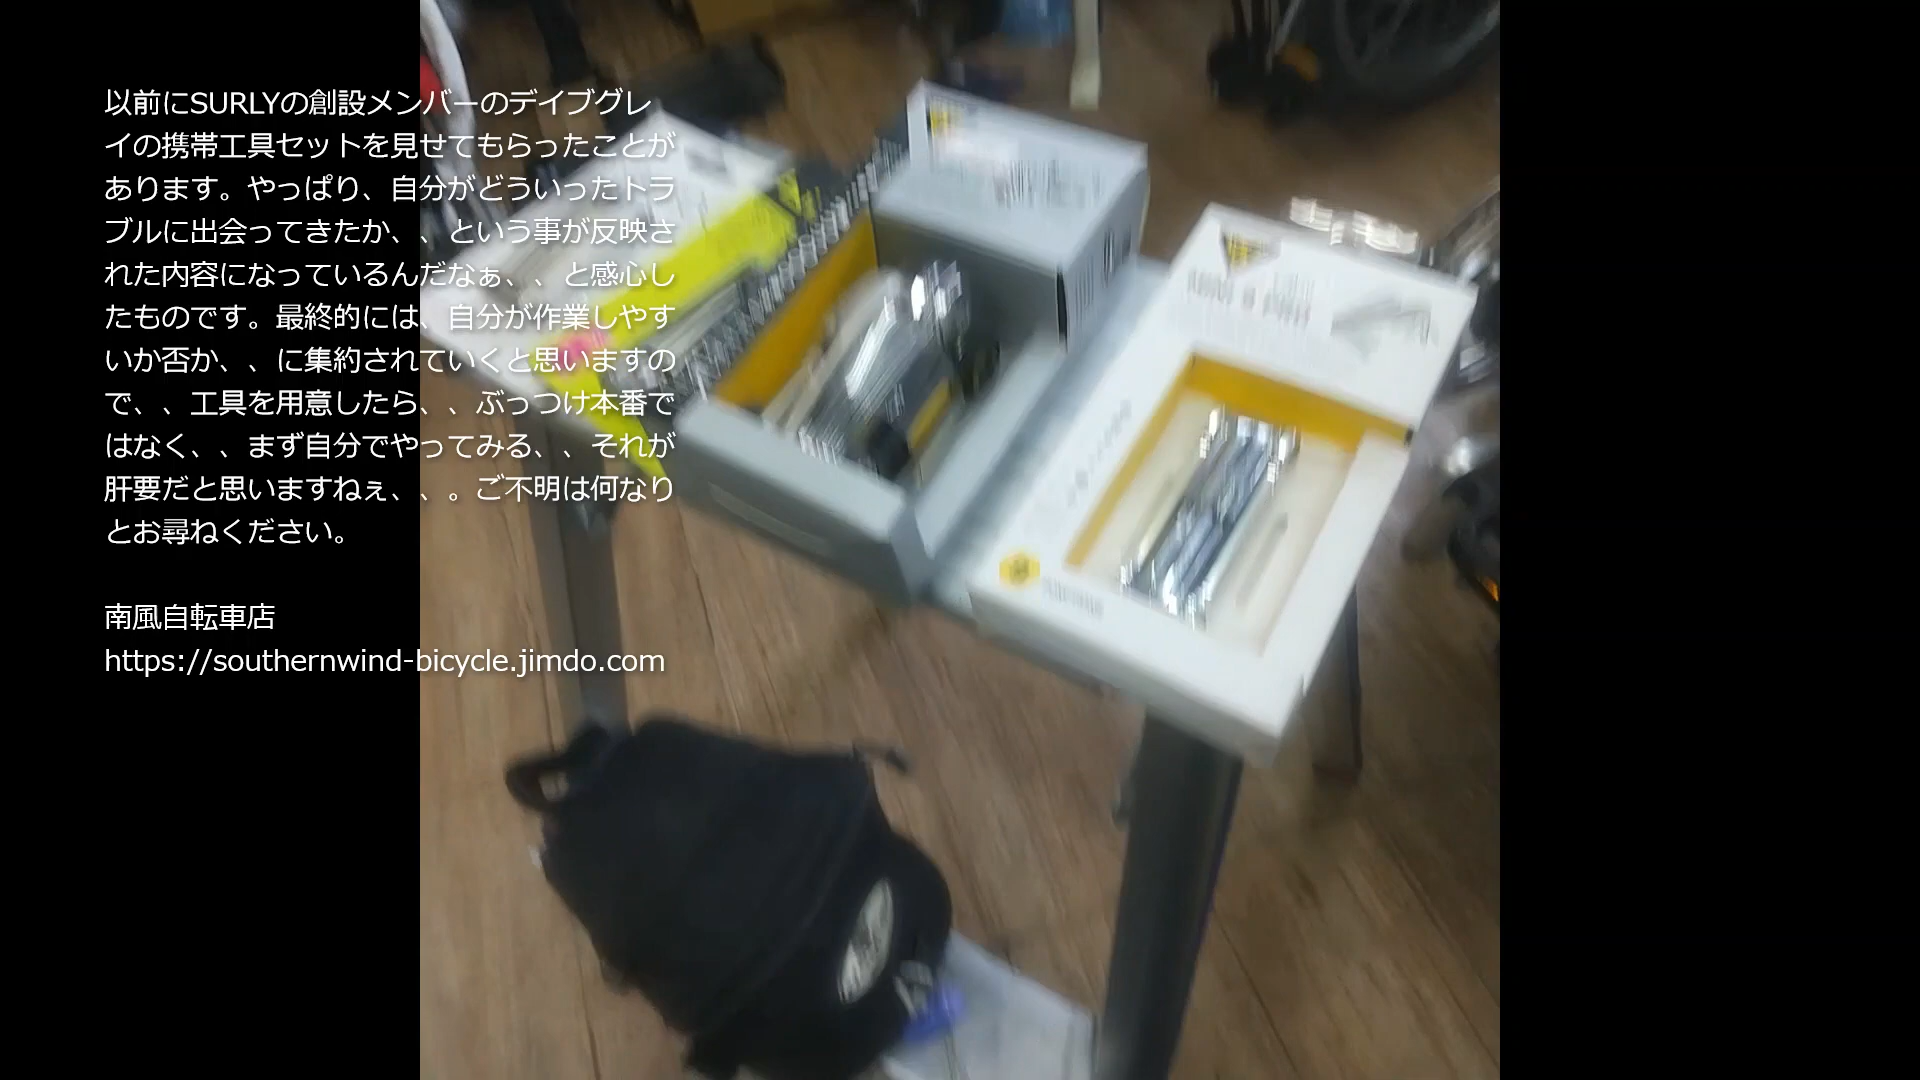 以前にSURLYの創設メンバーのデイブグレ
イの携帯工具セットを見せてもらったことが
あります。やっぱり、自分がどういったトラ
ブルに出会ってきたか、、という事が反映さ
れた内容になっているんだなぁ、、と感心し
たものです。最終的には、自分が作業しやす
いか否か、、に集約されていくと思いますの
で、、工具を用意したら、、ぶっつけ本番で
はなく、、まず自分でやってみる、、それが
肝要だと思いますねぇ、、。ご不明は何なり
とお尋ねください。
南風自転車店
https://southernwind-bicycle.jimdo.com